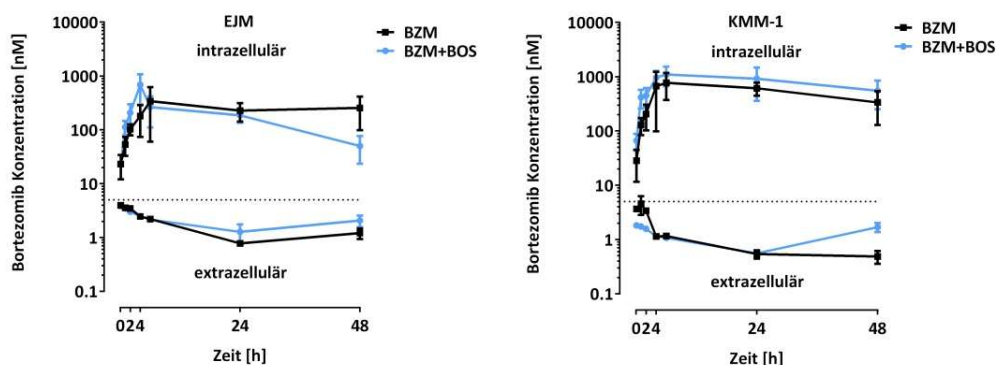 EJM
BZM
BZM+BOS
intrazellulär
10000
1000
100
10
1
0.1
Bortezomib Konzentration [nM]
extrazellulär
0 2 4 24 48
Zeit [h]
KMM-1
BZM
BZM+BOS
intrazellulär
10000
1000
100
10
1
0.1
Bortezomib Konzentration [nM]
extrazellulär
0 2 4 24 48
Zeit [h]